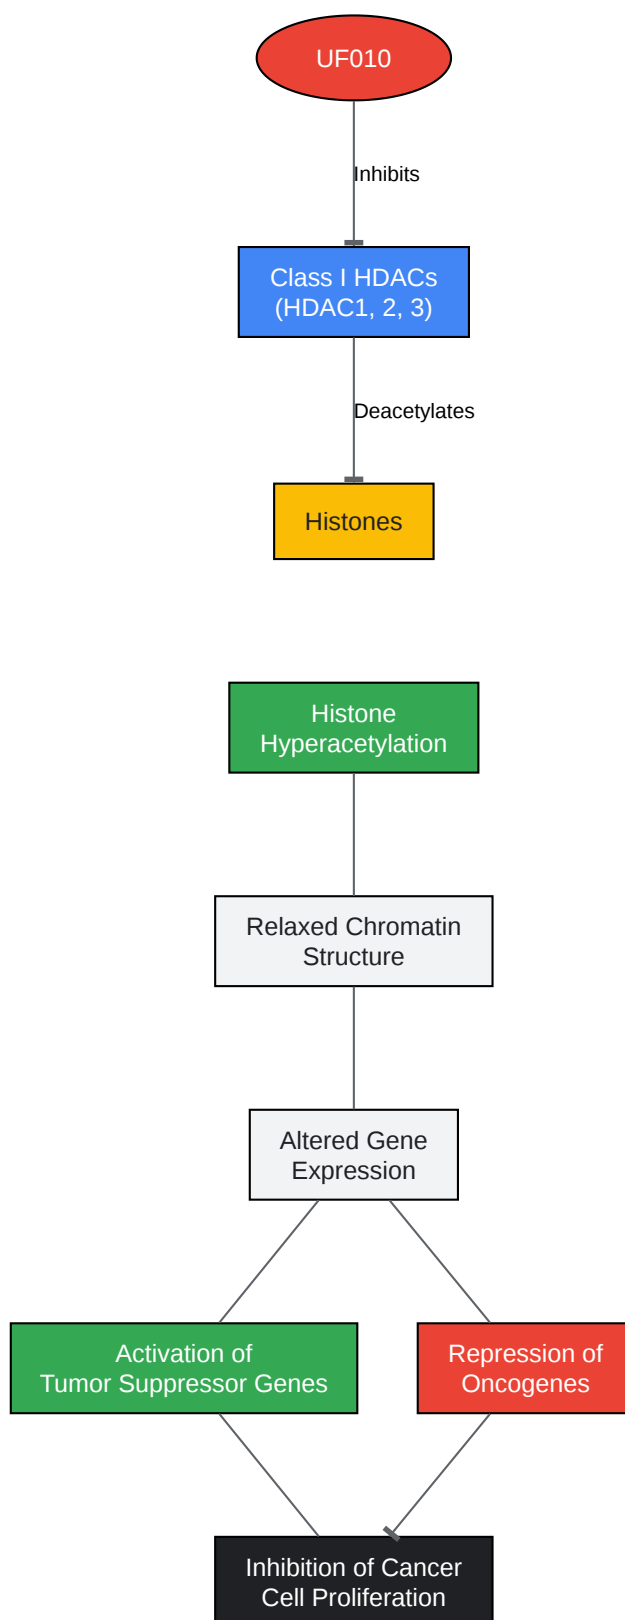 UF010
Inhibits
Class I HDACs
(HDAC1, 2, 3)
Deacetylates
Histones
Histone
Hyperacetylation
Relaxed Chromatin
Structure
Altered Gene
Expression
Activation of
Tumor Suppressor Genes
Repression of
Oncogenes
Inhibition of Cancer
Cell Proliferation